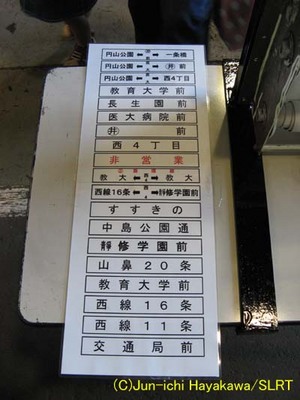 円山公園 ⬌ 一条橋
円山公園 ⬌ ㊇ 前
円山公園 ⬌ 西4丁目
教育大学前
長生園前
医大病院前
㊇ 前
西4丁目
非営業
教大 ⬌ 西4 ⬌ 教大
西線16条 ⬌ 静修学園前
すすきの
中島公園通
静修学園前
山鼻20条
教育大学前
西線16条
西線11条
交通局前
(C)Jun-ichi Hayakawa/SLRT